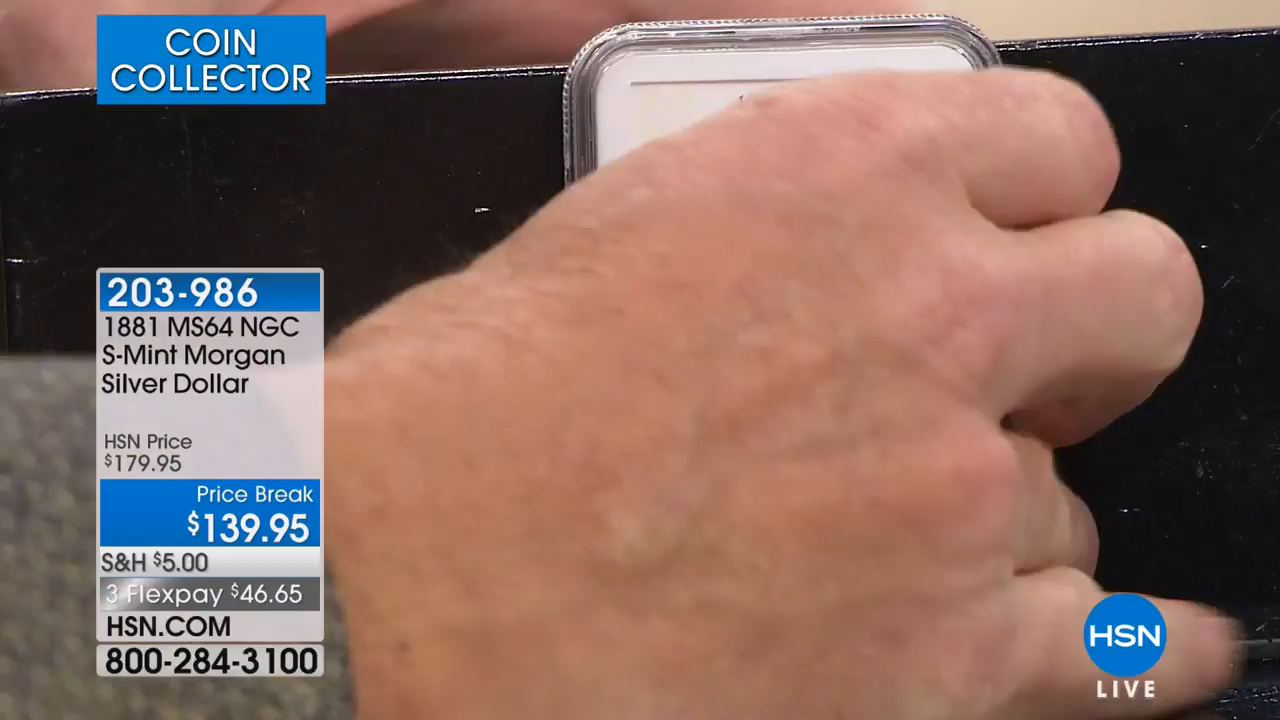 COIN
COLLECTOR
203-986
1881 MS64 NGC
S-Mint Morgan
Silver Dollar
HSN Price
$179.95
Price Break
$139.95
S&H $5.00
3 Flexpay $46.65
HSN.COM
800-284-3100
HSN
LIVE